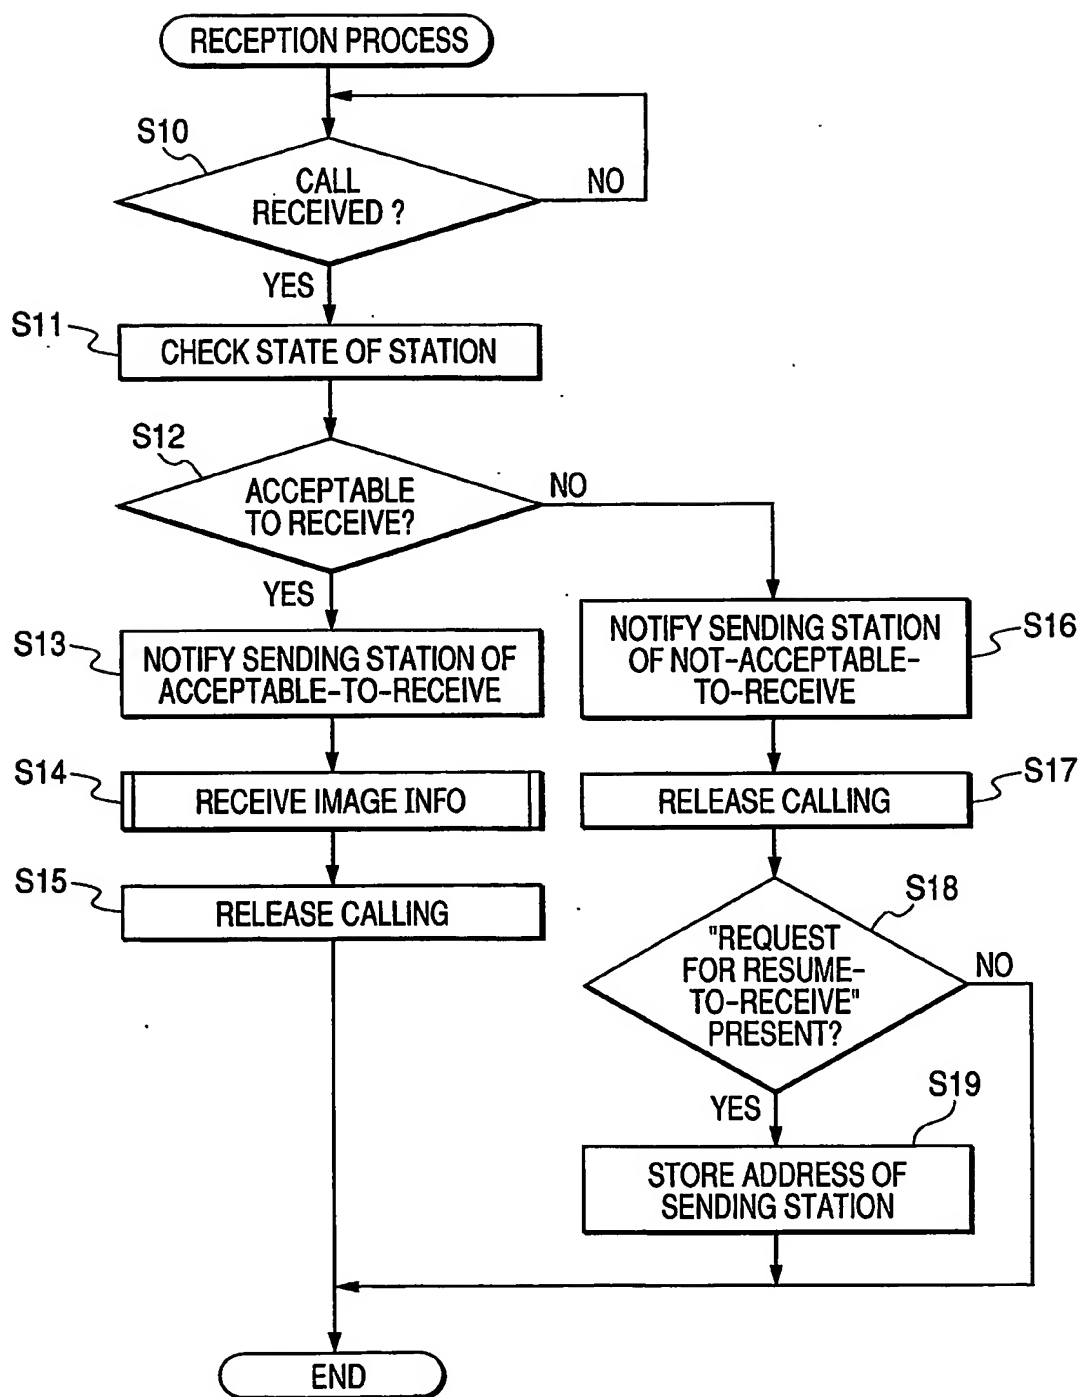 RECEPTION PROCESS
S10
CALL
RECEIVED ?
NO
YES
S11
CHECK STATE OF STATION
S12
ACCEPTABLE
TO RECEIVE?
NO
YES
S13
NOTIFY SENDING STATION OF
ACCEPTABLE-TO-RECEIVE
S14
RECEIVE IMAGE INFO
S15
RELEASE CALLING
NOTIFY SENDING STATION
OF NOT-ACCEPTABLE-
TO-RECEIVE
S16
RELEASE CALLING
S17
S18
"REQUEST
FOR RESUME-
TO-RECEIVE"
PRESENT?
NO
YES
S19
STORE ADDRESS OF
SENDING STATION
END